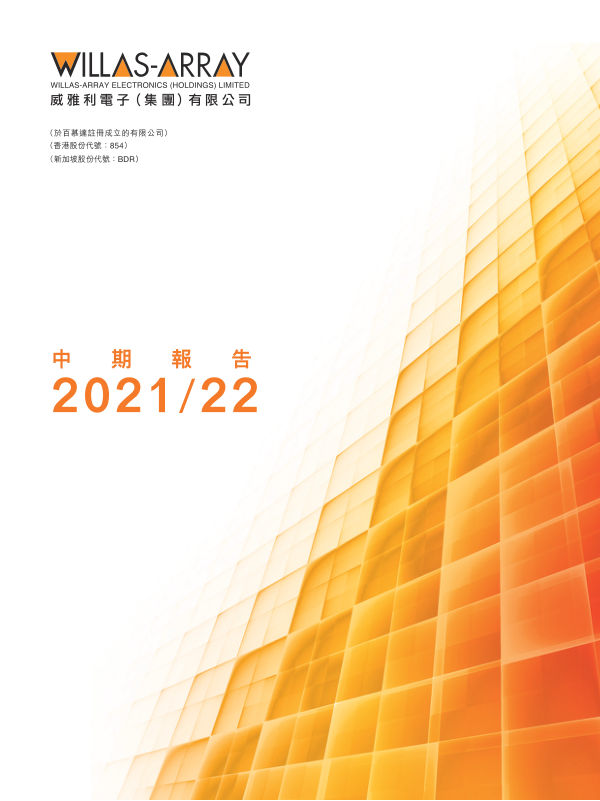 WILLAS-ARRAY
WILLAS-ARRAY ELECTRONICS (HOLDINGS) LIMITED
威雅利電子（集團）有限公司
（於百慕達註冊成立的有限公司）
（香港股份代號：854）
（新加坡股份代號：BDR）
中期報告
2021/22